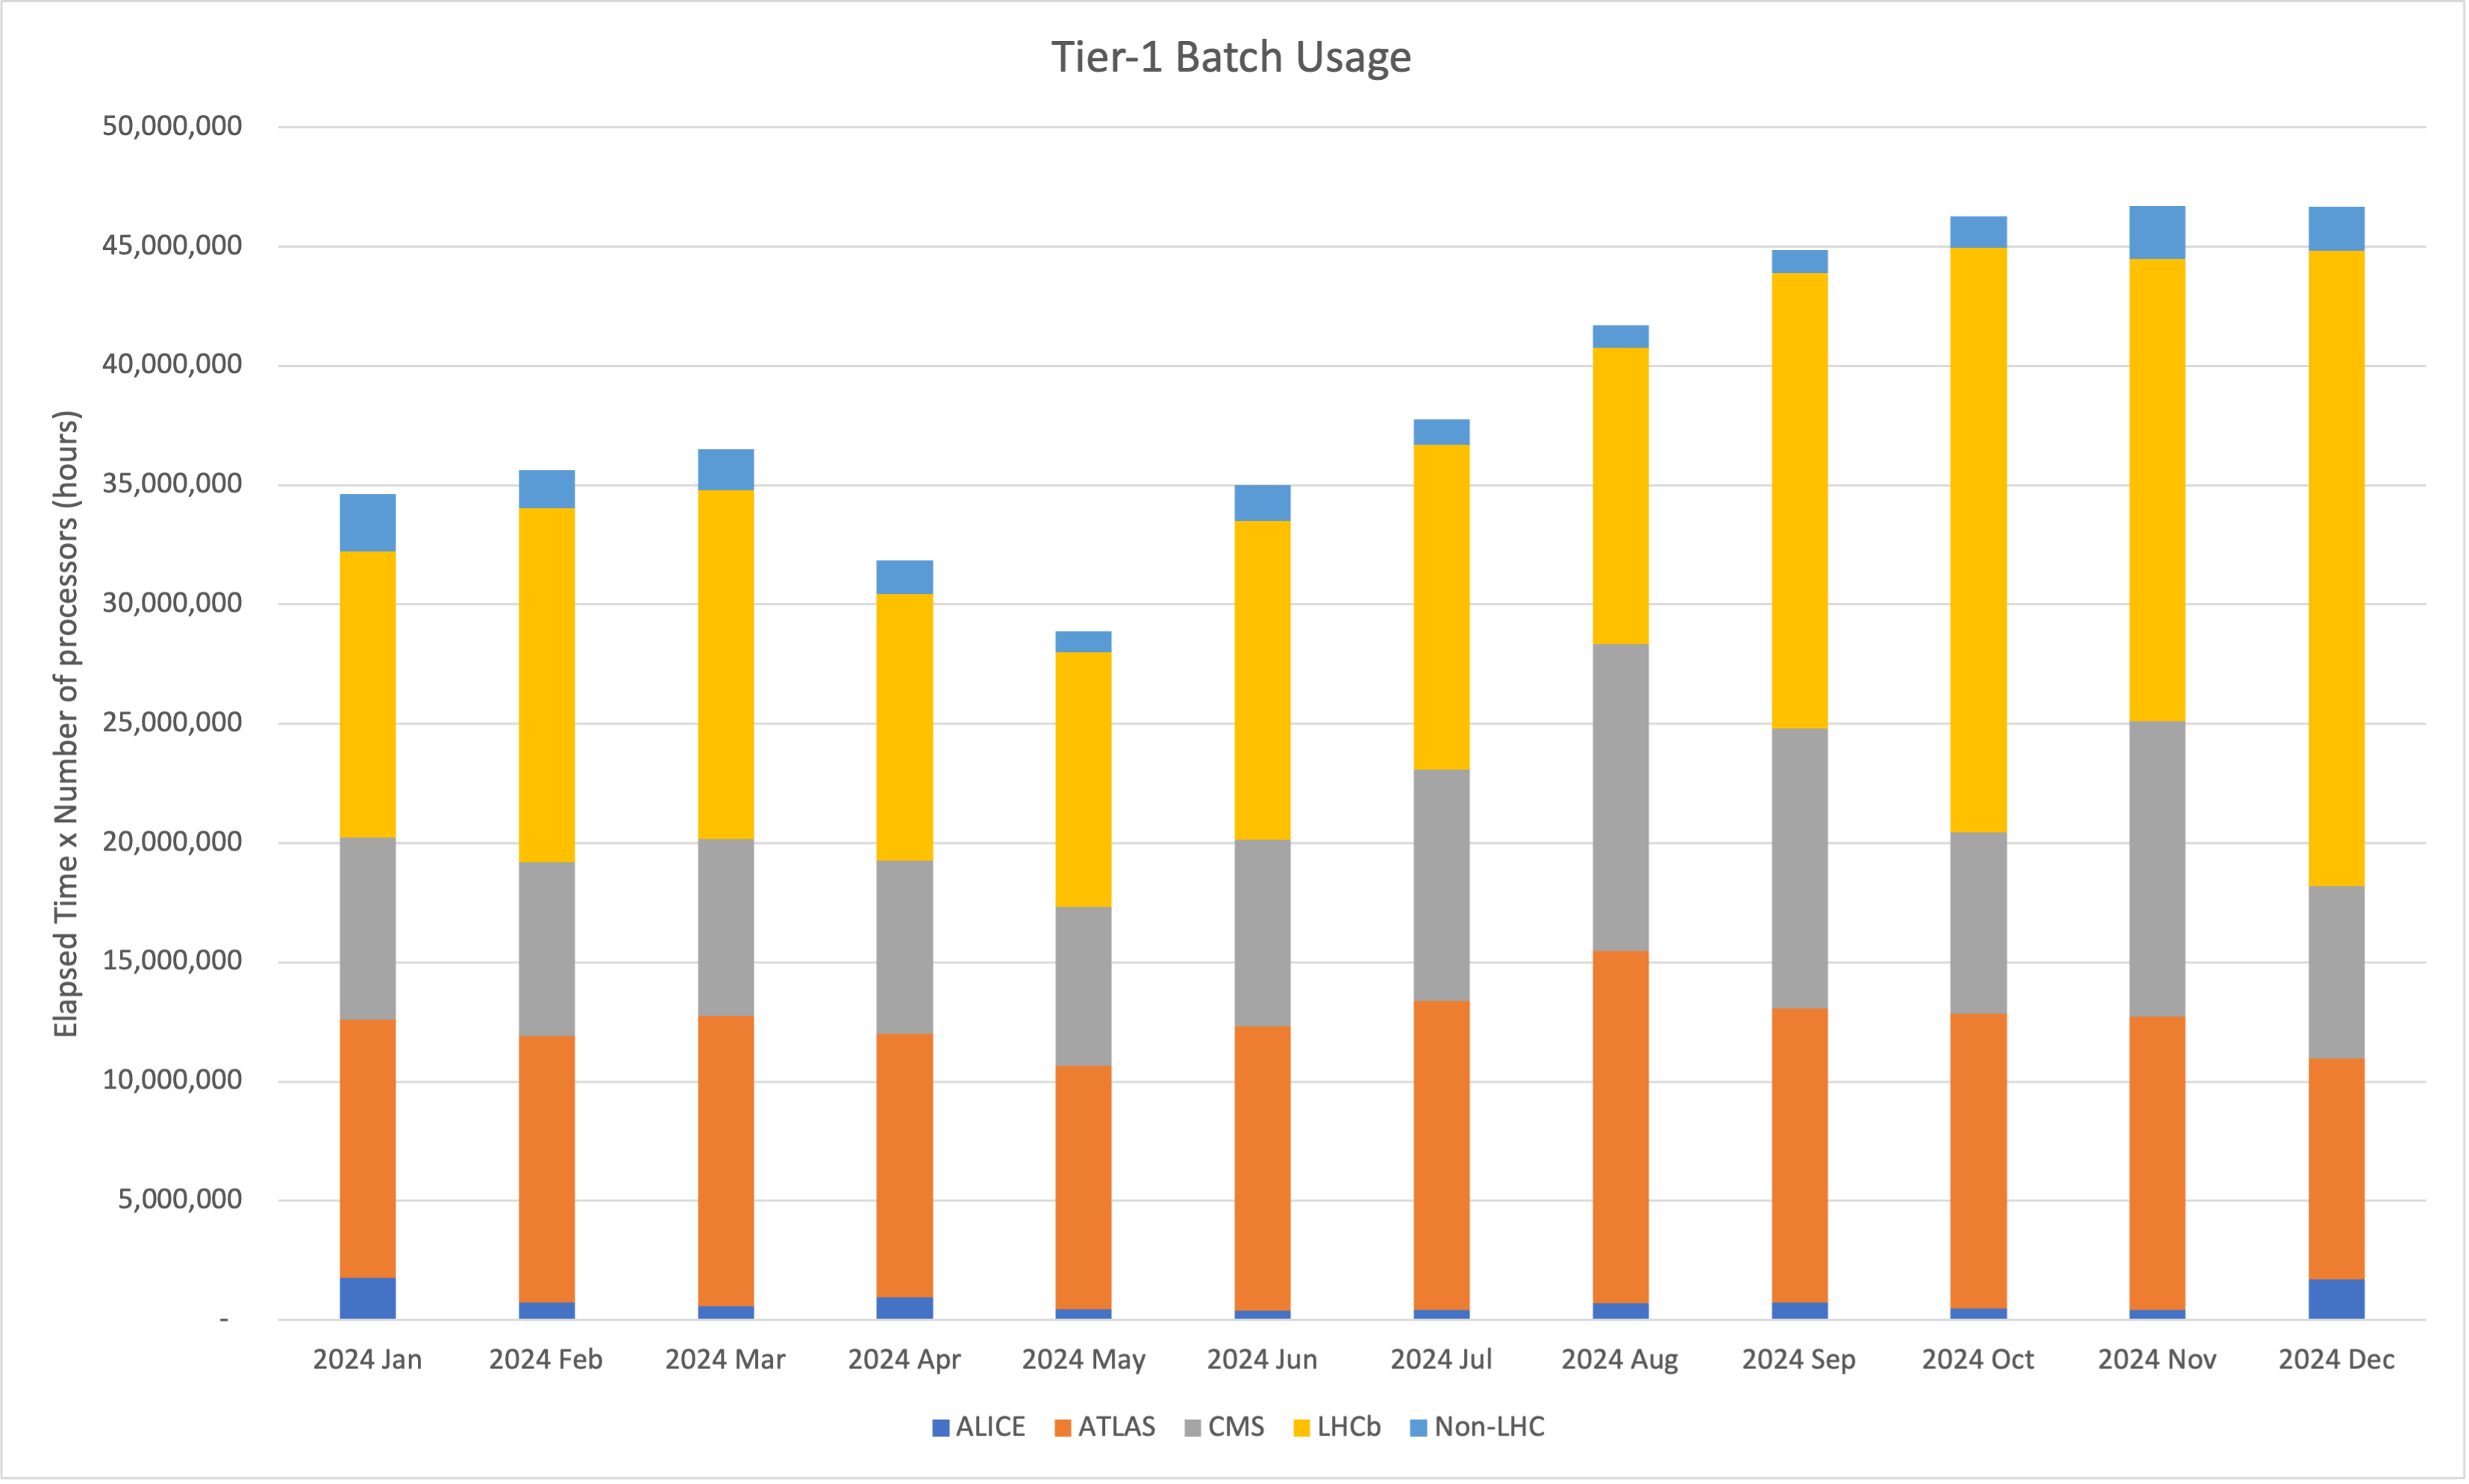 Tier-1 Batch Usage
Elapsed Time x Number of processors (hours)
50,000,000
45,000,000
40,000,000
35,000,000
30,000,000
25,000,000
20,000,000
15,000,000
10,000,000
5,000,000
-
2024 Jan 2024 Feb 2024 Mar 2024 Apr 2024 May 2024 Jun 2024 Jul 2024 Aug 2024 Sep 2024 Oct 2024 Nov 2024 Dec
ALICE ATLAS CMS LHCb Non-LHC